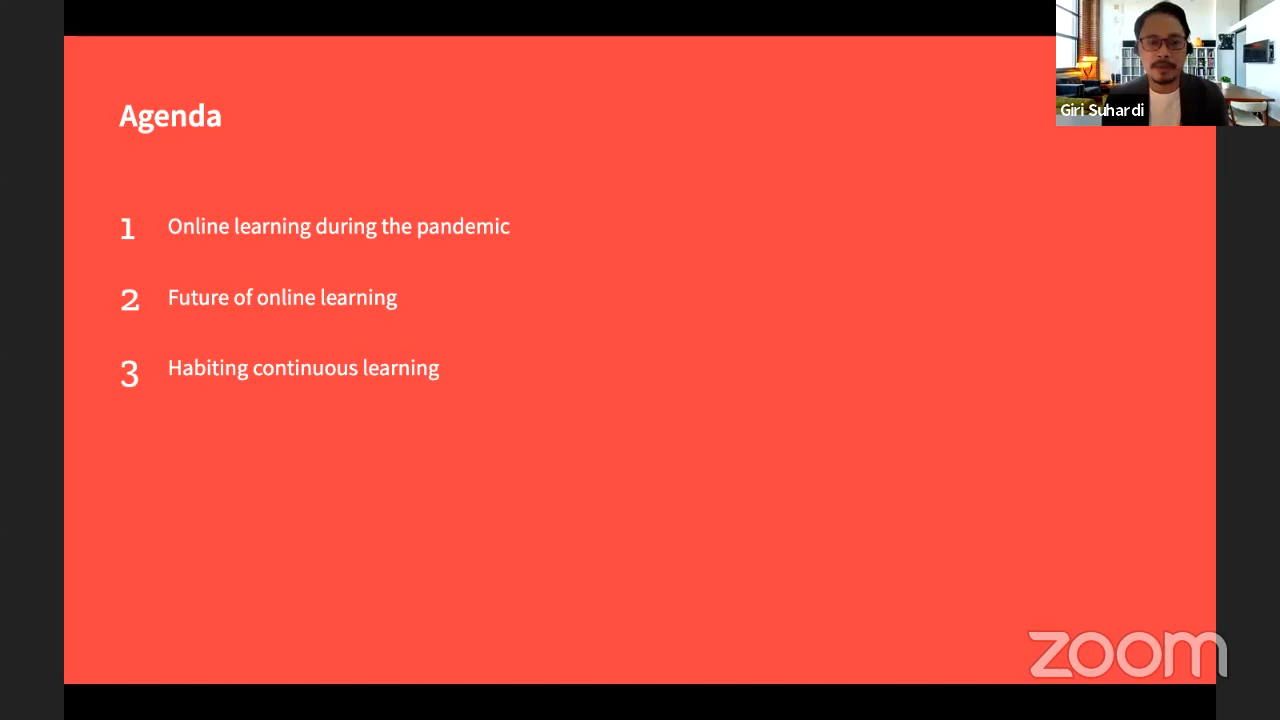 Agenda
1 Online learning during the pandemic
2 Future of online learning
3 Habiting continuous learning
Giri Suhardi
zoom